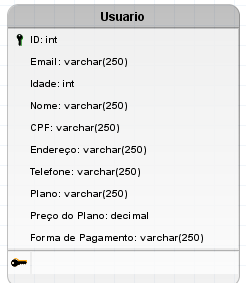 Usuario
ID: int
Email: varchar(250)
Idade: int
Nome: varchar(250)
CPF: varchar(250)
Endereço: varchar(250)
Telefone: varchar(250)
Plano: varchar(250)
Preço do Plano: decimal
Forma de Pagamento: varchar(250)